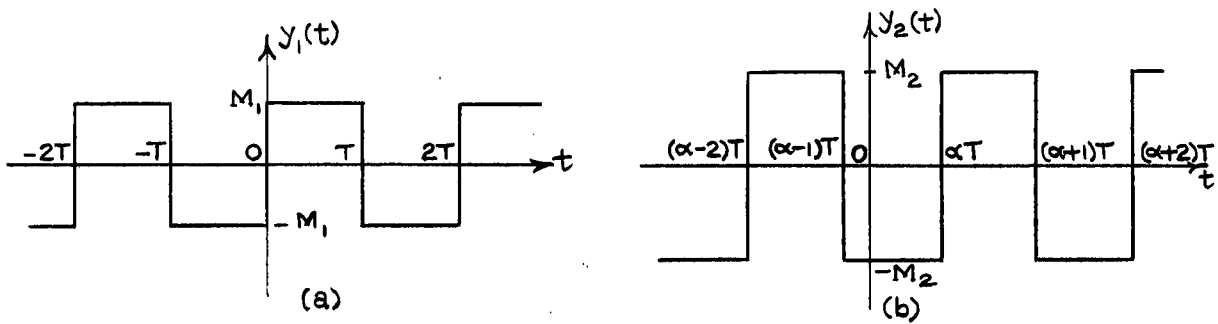 y₁(t)
M₁
-2T -T 0 T 2T t
-M₁
(a)
y₂(t)
M₂
(α-2)T (α-1)T 0 αT (α+1)T (α+2)T
t
-M₂
(b)